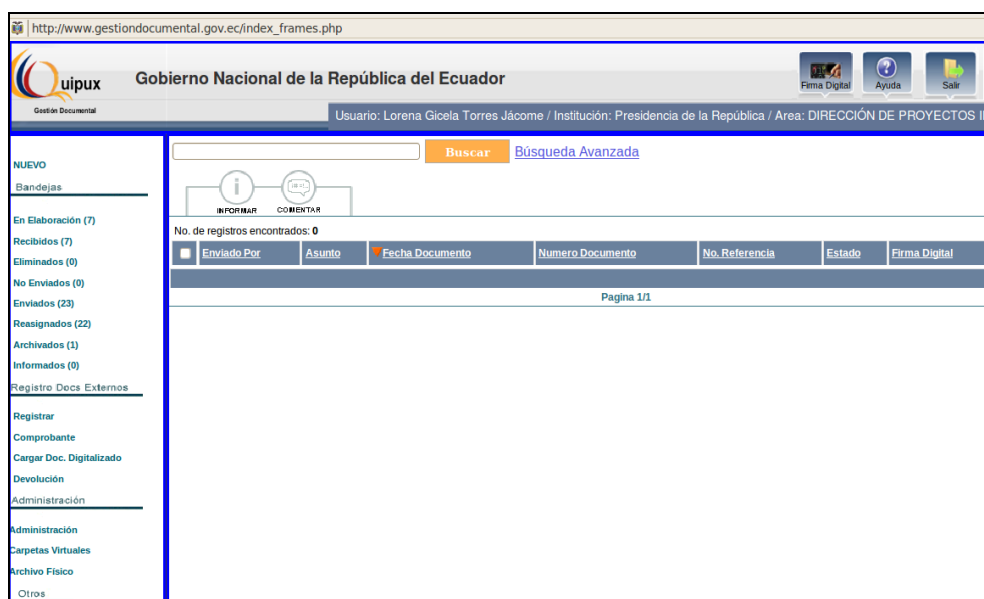 http://www.gestiondocumental.gov.ec/index_frames.php
Quipux
Gestión Documental
Gobierno Nacional de la República del Ecuador
Firma Digital
Ayuda
Salir
Usuario: Lorena Gicela Torres Jácome / Institución: Presidencia de la República / Area: DIRECCIÓN DE PROYECTOS I
NUEVO
Bandejas
En Elaboración (7)
Recibidos (7)
Eliminados (0)
No Enviados (0)
Enviados (23)
Reasignados (22)
Archivados (1)
Informados (0)
Registro Docs Externos
Registrar
Comprobante
Cargar Doc. Digitalizado
Devolución
Administración
Administración
Carpetas Virtuales
Archivo Físico
Otros
Buscar
Búsqueda Avanzada
INFORMAR
COMENTAR
No. de registros encontrados: 0
Enviado Por Asunto Fecha Documento Numero Documento No. Referencia Estado Firma Digital
Pagina 1/1